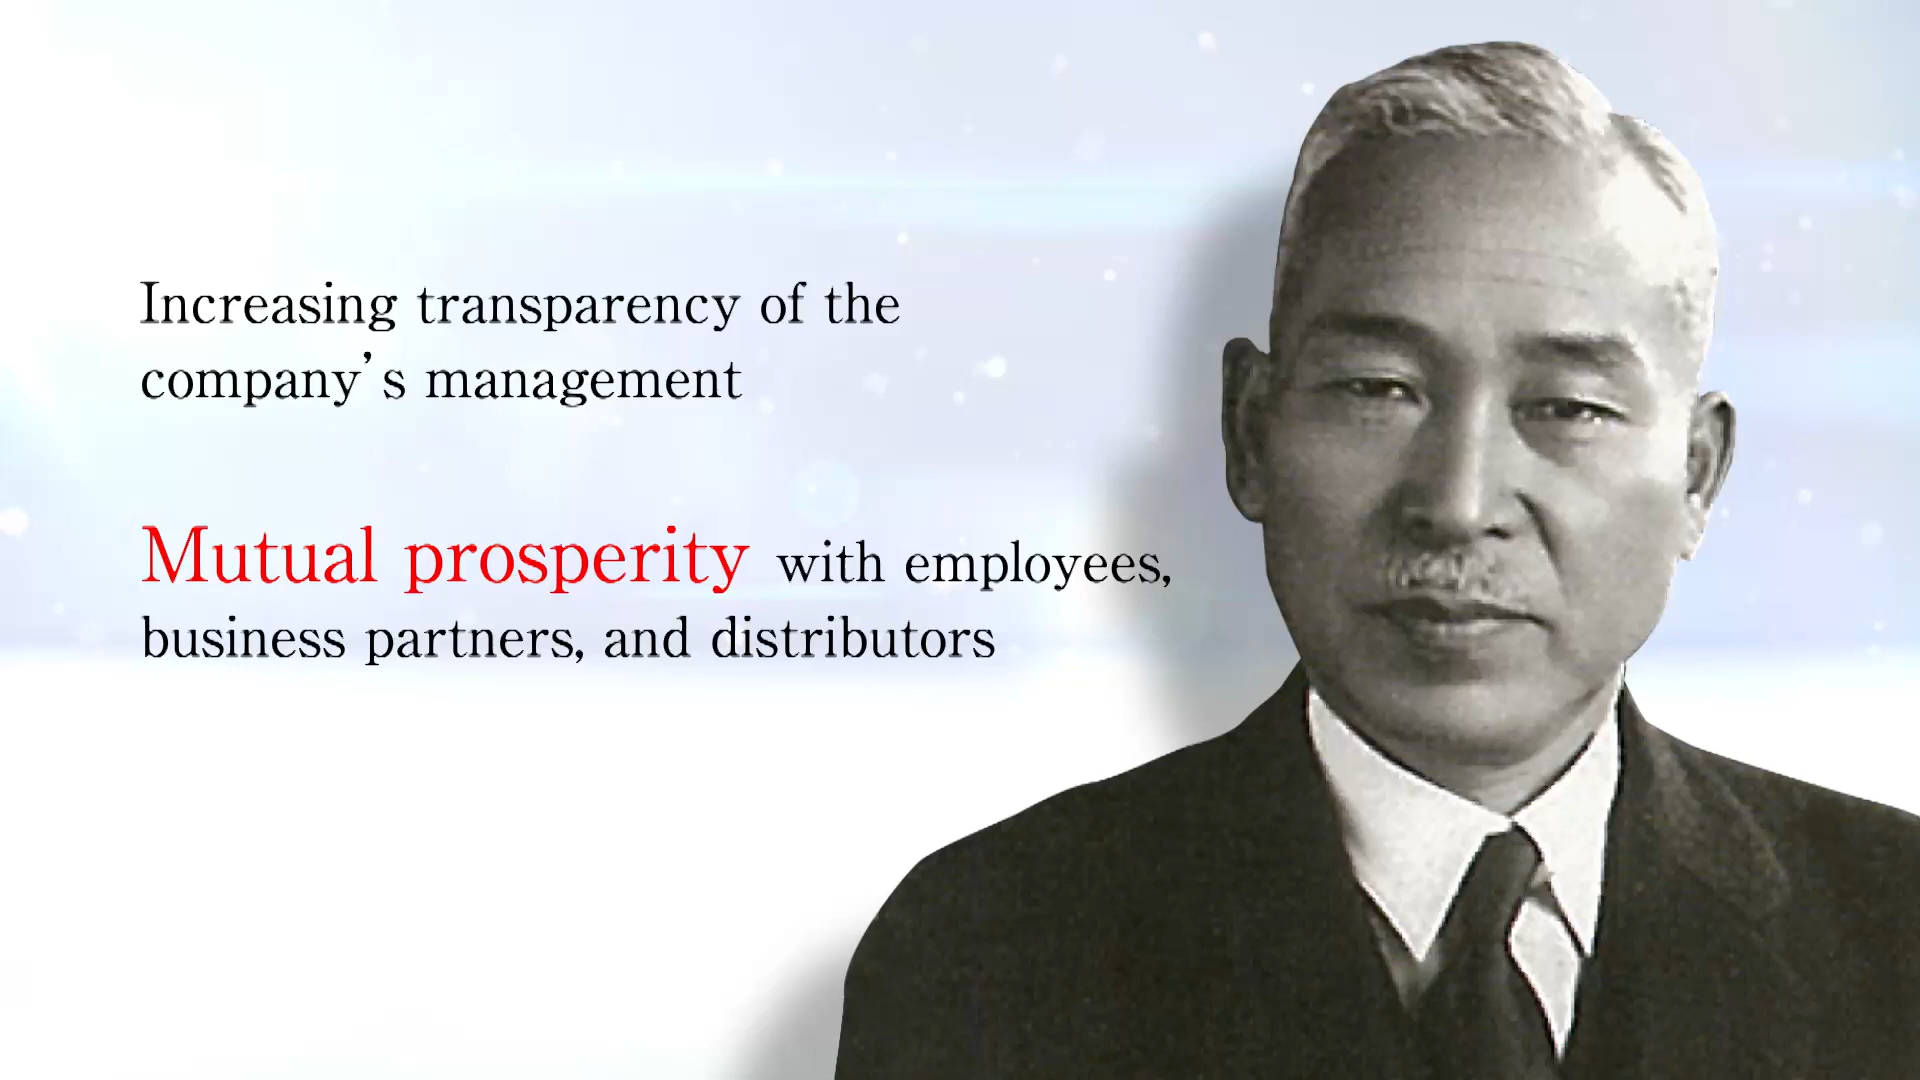 Increasing transparency of the
company’s management
Mutual prosperity with employees,
business partners, and distributors